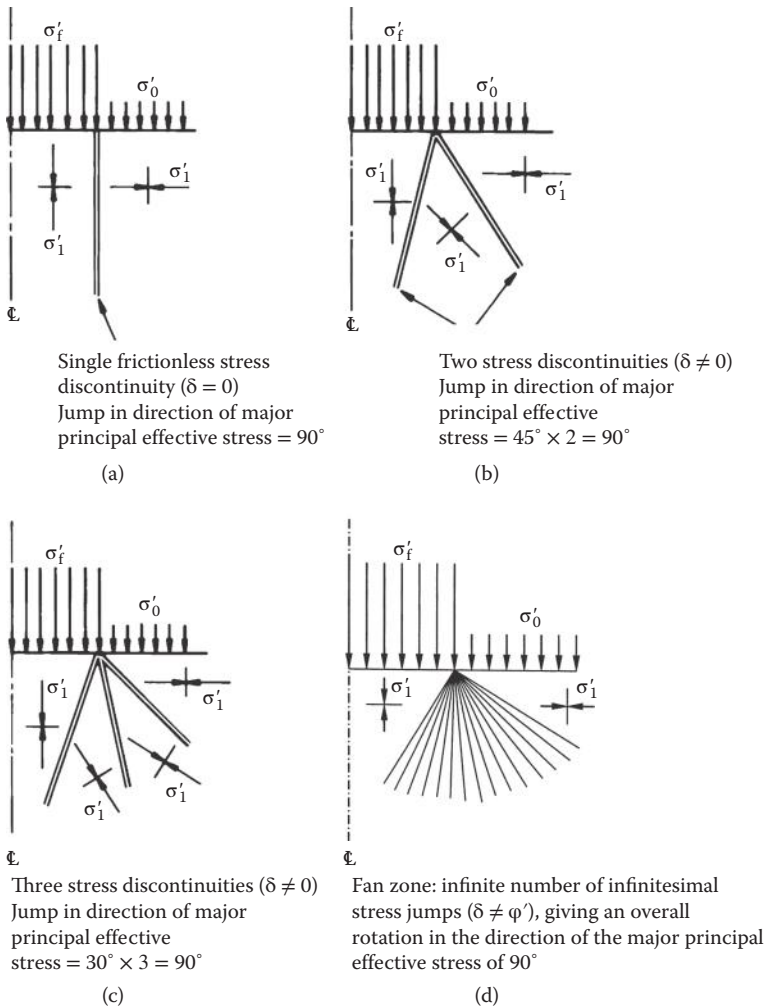 σ′f
σ′0
σ′1
σ′1
℄
Single frictionless stress
discontinuity (δ = 0)
Jump in direction of major
principal effective stress = 90°
(a)
σ′f
σ′0
σ′1
σ′1
σ′1
℄
Two stress discontinuities (δ ≠ 0)
Jump in direction of major
principal effective
stress = 45° × 2 = 90°
(b)
σ′f
σ′0
σ′1
σ′1
σ′1
σ′1
℄
Three stress discontinuities (δ ≠ 0)
Jump in direction of major
principal effective
stress = 30° × 3 = 90°
(c)
σ′f
σ′0
σ′1
σ′1
℄
Fan zone: infinite number of infinitesimal
stress jumps (δ ≠ φ′), giving an overall
rotation in the direction of the major principal
effective stress of 90°
(d)